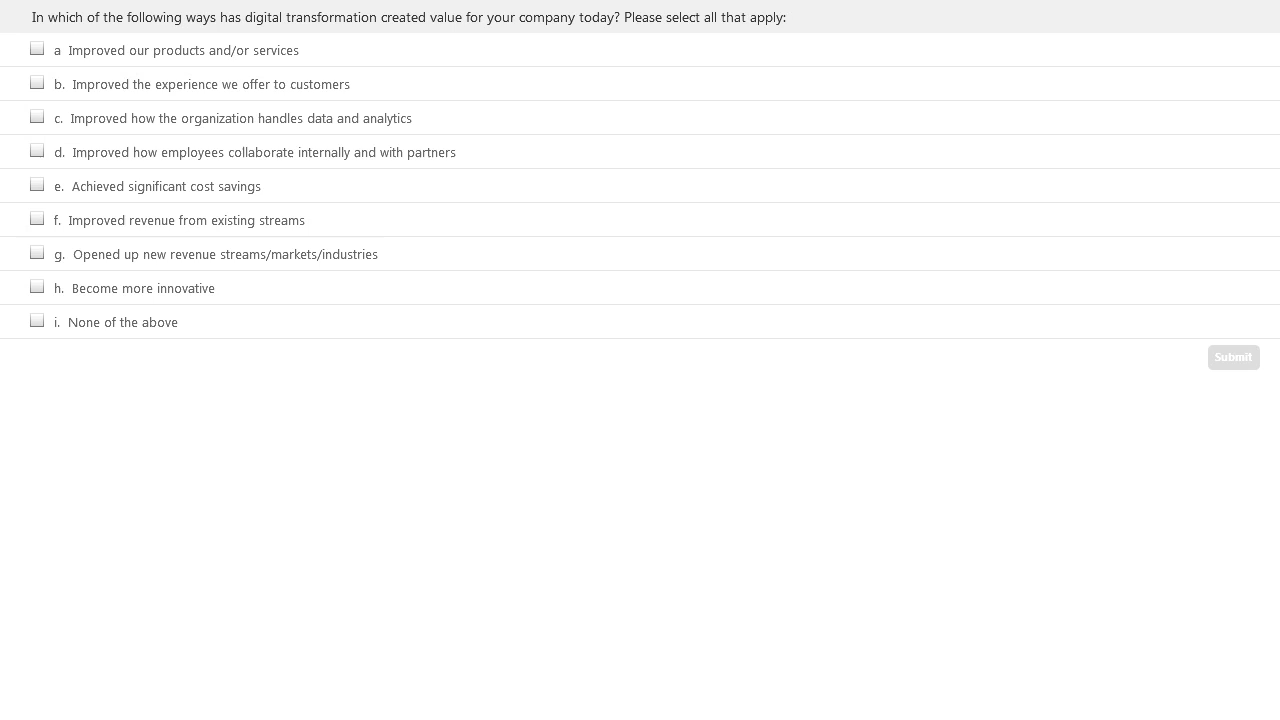 In which of the following ways has digital transformation created value for your company today? Please select all that apply:
a Improved our products and/or services
b. Improved the experience we offer to customers
c. Improved how the organization handles data and analytics
d. Improved how employees collaborate internally and with partners
e. Achieved significant cost savings
f. Improved revenue from existing streams
g. Opened up new revenue streams/markets/industries
h. Become more innovative
i. None of the above
Submit